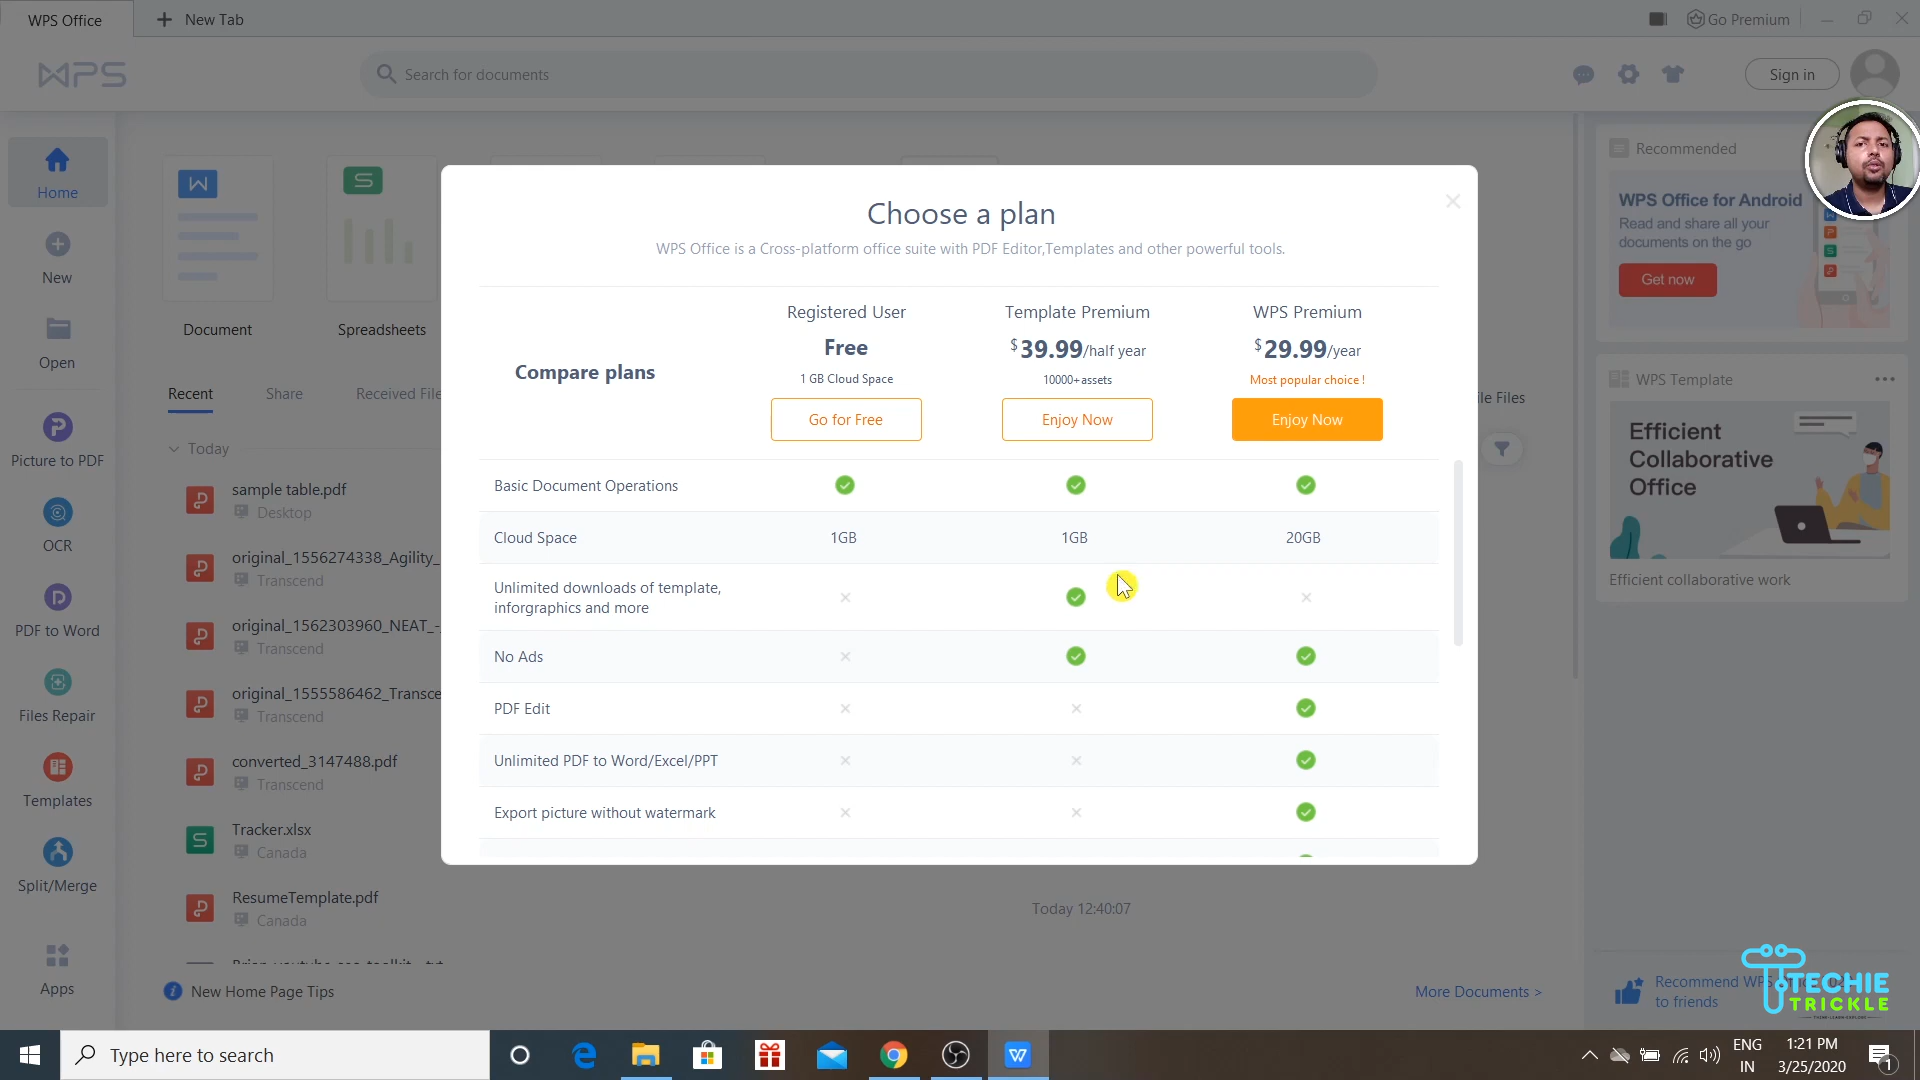 WPS Office
New Tab
Go Premium
WPS
Search for documents
Sign in
Home
New
Open
Picture to PDF
OCR
PDF to Word
Files Repair
Templates
Split/Merge
Apps
Document
Spreadsheets
Recent
Share
Received File
ile Files
Today
sample table.pdf
Desktop
original_1556274338_Agility_
Transcend
original_1562303960_NEAT_-
Transcend
original_1555586462_Transce
Transcend
converted_3147488.pdf
Transcend
Tracker.xlsx
Canada
ResumeTemplate.pdf
Canada
Today 12:40:07
New Home Page Tips
More Documents >
Choose a plan
WPS Office is a Cross-platform office suite with PDF Editor,Templates and other powerful tools.
Compare plans
Registered User
Free
1 GB Cloud Space
Go for Free
Template Premium
$39.99/half year
10000+assets
Enjoy Now
WPS Premium
$29.99/year
Most popular choice !
Enjoy Now
Basic Document Operations
Cloud Space 1GB 1GB 20GB
Unlimited downloads of template,
inforgraphics and more
No Ads
PDF Edit
Unlimited PDF to Word/Excel/PPT
Export picture without watermark
Recommended
WPS Office for Android
Read and share all your
documents on the go
Get now
WPS Template
Efficient
Collaborative
Office
Efficient collaborative work
Recommend WPS
to friends
TECHIE
TRICKLE
Type here to search
ENG
IN
1:21 PM
3/25/2020
1